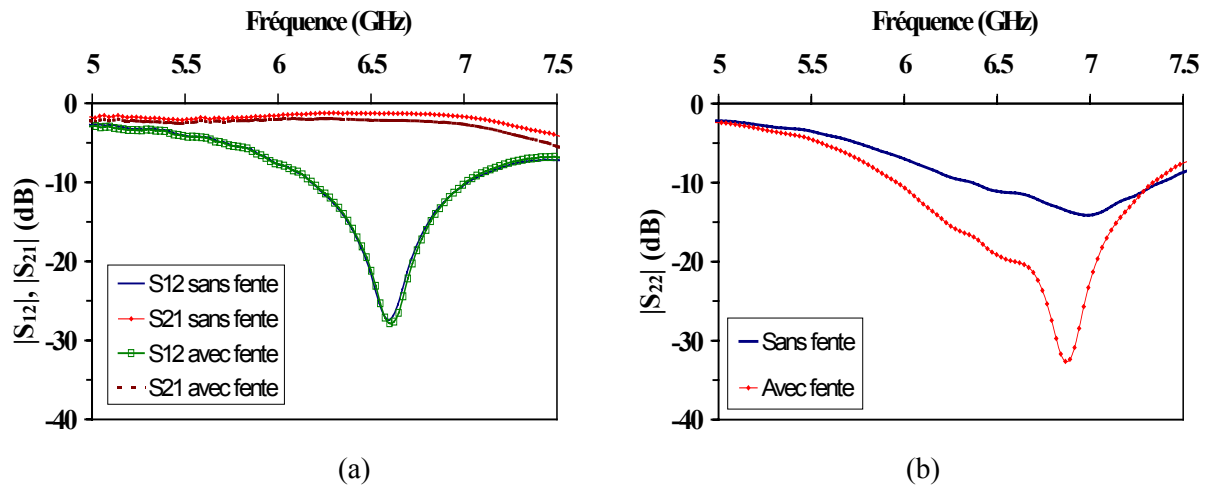 Fréquence (GHz)
5 5.5 6 6.5 7 7.5
0
-10
-20
-30
-40
|S12|, |S21| (dB)
S12 sans fente
S21 sans fente
S12 avec fente
S21 avec fente
(a)
Fréquence (GHz)
5 5.5 6 6.5 7 7.5
0
-10
-20
-30
-40
|S22| (dB)
Sans fente
Avec fente
(b)